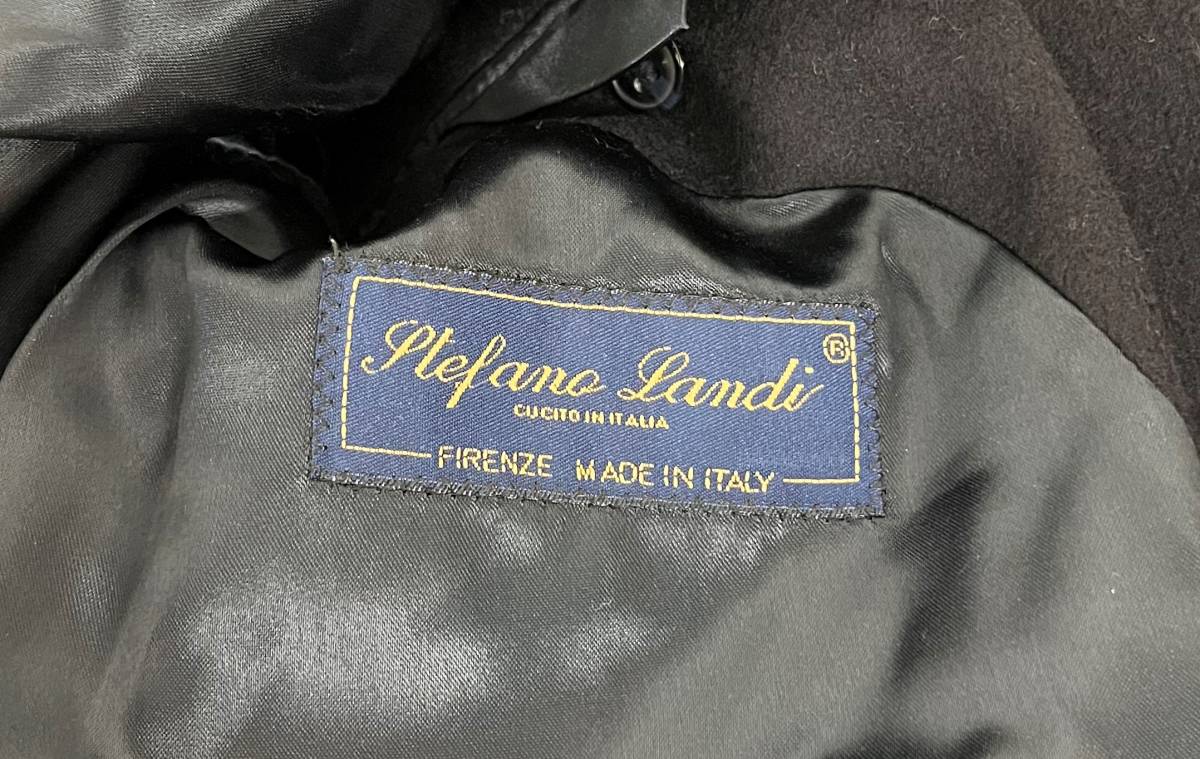 Stefano Landi ®
CUCITO IN ITALIA
FIRENZE MADE IN ITALY